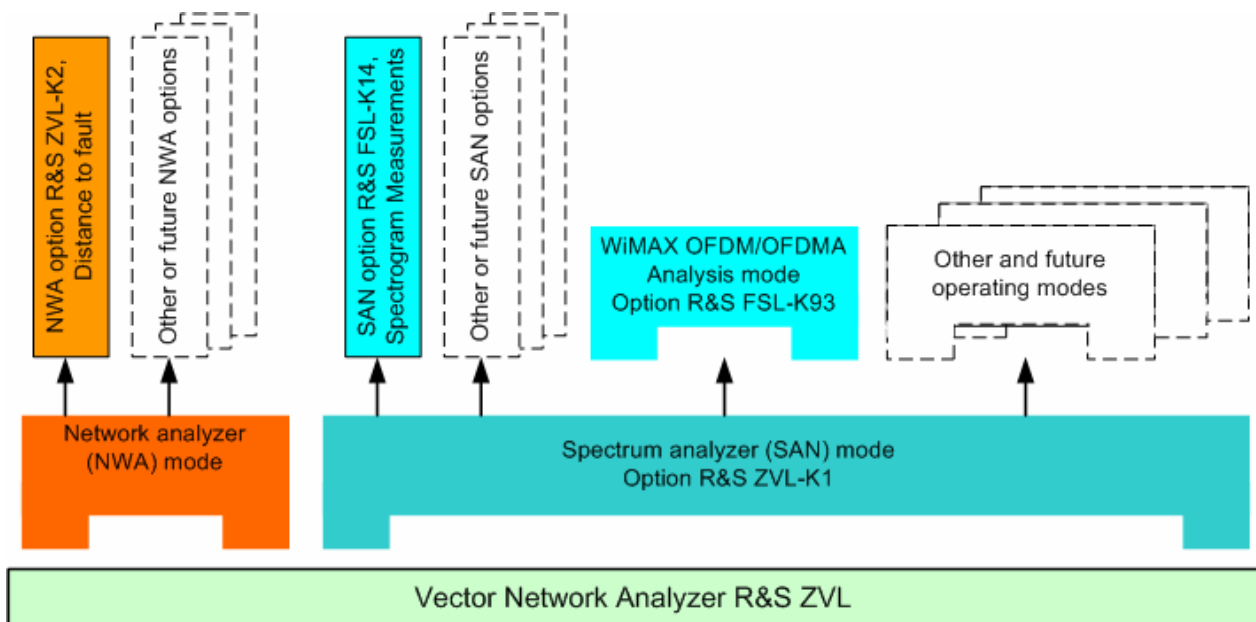 NWA option R&S ZVL-K2,
Distance to fault
Other or future NWA options
SAN option R&S FSL-K14,
Spectrogram Measurements
Other or future SAN options
WiMAX OFDM/OFDMA
Analysis mode
Option R&S FSL-K93
Other and future
operating modes
Network analyzer
(NWA) mode
Spectrum analyzer (SAN) mode
Option R&S ZVL-K1
Vector Network Analyzer R&S ZVL